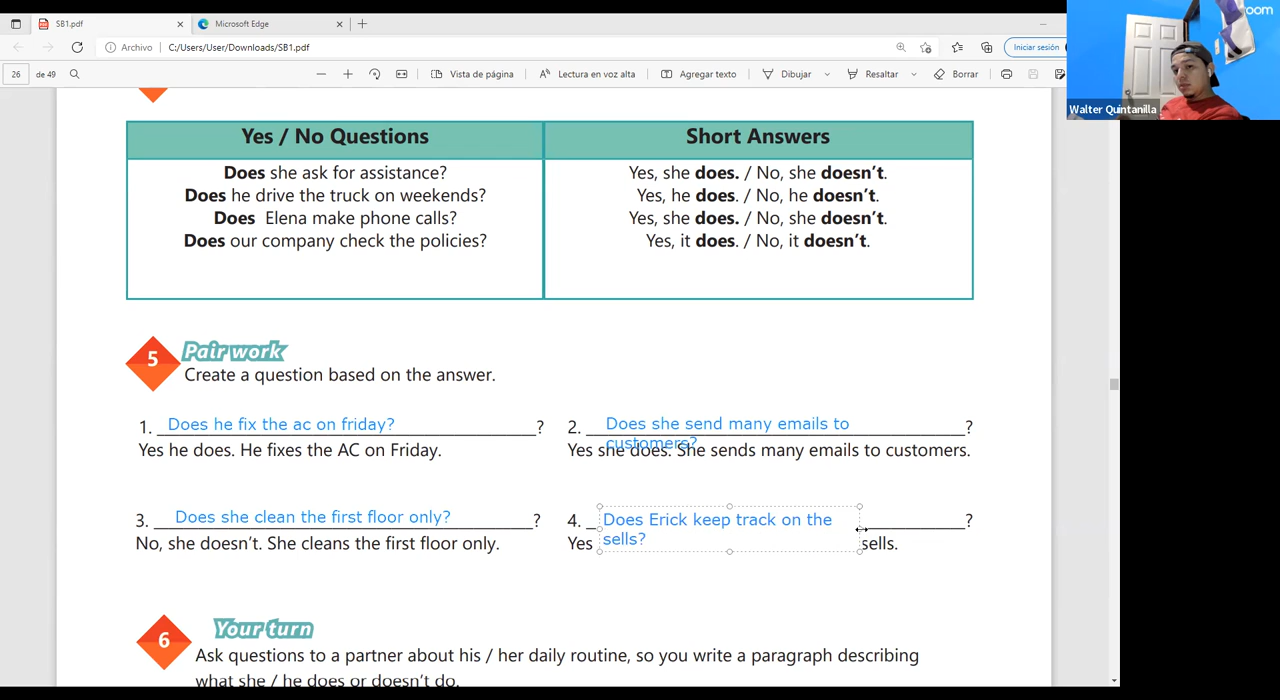 SB1.pdf
Microsoft Edge
Archivo
C:/Users/User/Downloads/SB1.pdf
Iniciar sesión
26
de 49
Vista de página
Lectura en voz alta
Agregar texto
Dibujar
Resaltar
Borrar
oom
Walter Quintanilla
Yes / No Questions
Short Answers
Does she ask for assistance?
Yes, she does. / No, she doesn't.
Does he drive the truck on weekends?
Yes, he does. / No, he doesn't.
Does Elena make phone calls?
Yes, she does. / No, she doesn't.
Does our company check the policies?
Yes, it does. / No, it doesn't.
5
Pair work
Create a question based on the answer.
1. Does he fix the ac on friday? ?
Yes he does. He fixes the AC on Friday.
2. Does she send many emails to ?
customers?
Yes she does. She sends many emails to customers.
3. Does she clean the first floor only? ?
No, she doesn't. She cleans the first floor only.
4. Does Erick keep track on the ?
sells?
Yes sells.
6
Your turn
Ask questions to a partner about his / her daily routine, so you write a paragraph describing
what she / he does or doesn't do.